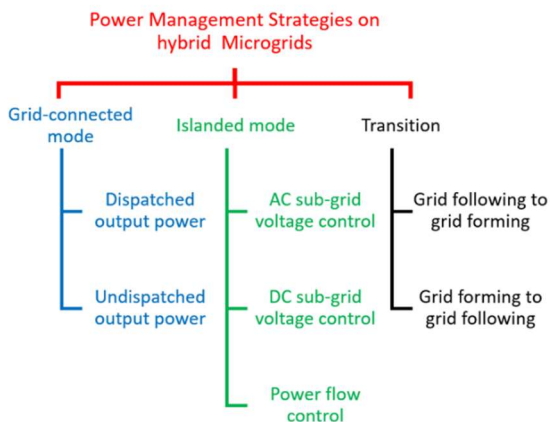 Power Management Strategies on
hybrid Microgrids
Grid-connected
mode
Islanded mode
Transition
Dispatched
output power
AC sub-grid
voltage control
Grid following to
grid forming
Undispatched
output power
DC sub-grid
voltage control
Grid forming to
grid following
Power flow
control